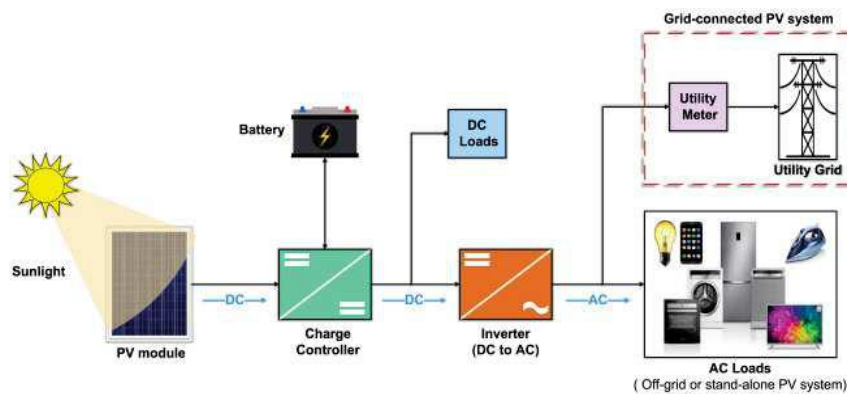 Grid-connected PV system
Utility
Meter
Utility Grid
Battery
DC
Loads
Sunlight
DC
DC
AC
PV module
Charge
Controller
Inverter
(DC to AC)
AC Loads
( Off-grid or stand-alone PV system)